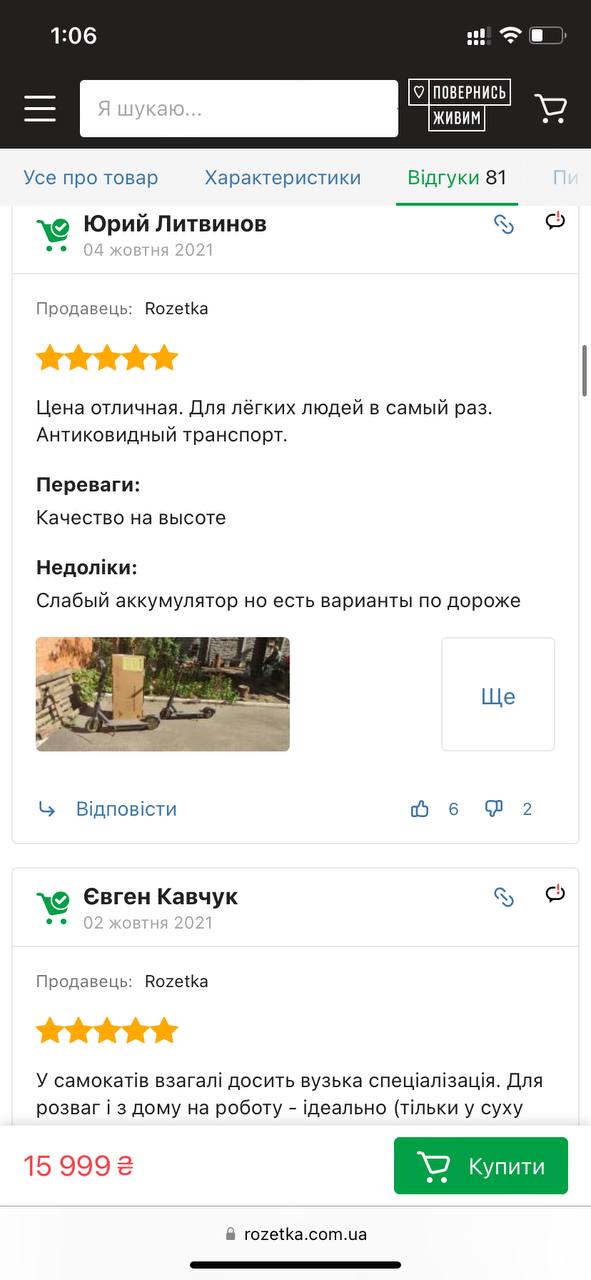 1:06
Я шукаю...
ПОВЕРНИСЬ
ЖИВИМ
Усе про товар
Характеристики
Відгуки 81
Пи
Юрий Литвинов
04 жовтня 2021
Продавець: Rozetka
Цена отличная. Для лёгких людей в самый раз.
Антиковидный транспорт.
Переваги:
Качество на высоте
Недоліки:
Слабый аккумулятор но есть варианты по дороже
Ще
Відповісти
6
2
Євген Кавчук
02 жовтня 2021
Продавець: Rozetka
У самокатів взагалі досить вузька спеціалізація. Для
розваг і з дому на роботу - ідеально (тільки у суху
15 999 ₴
Купити
rozetka.com.ua